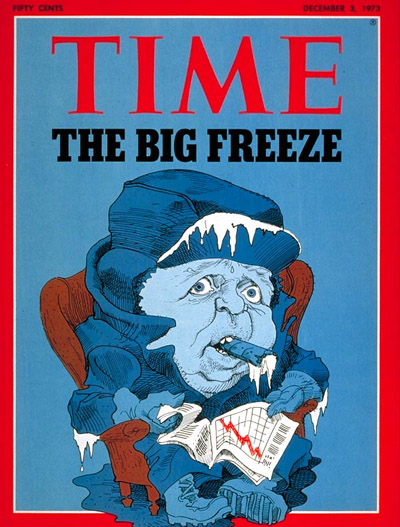 FIFTY CENTS
DECEMBER 3, 1973
TIME
®
THE BIG FREEZE